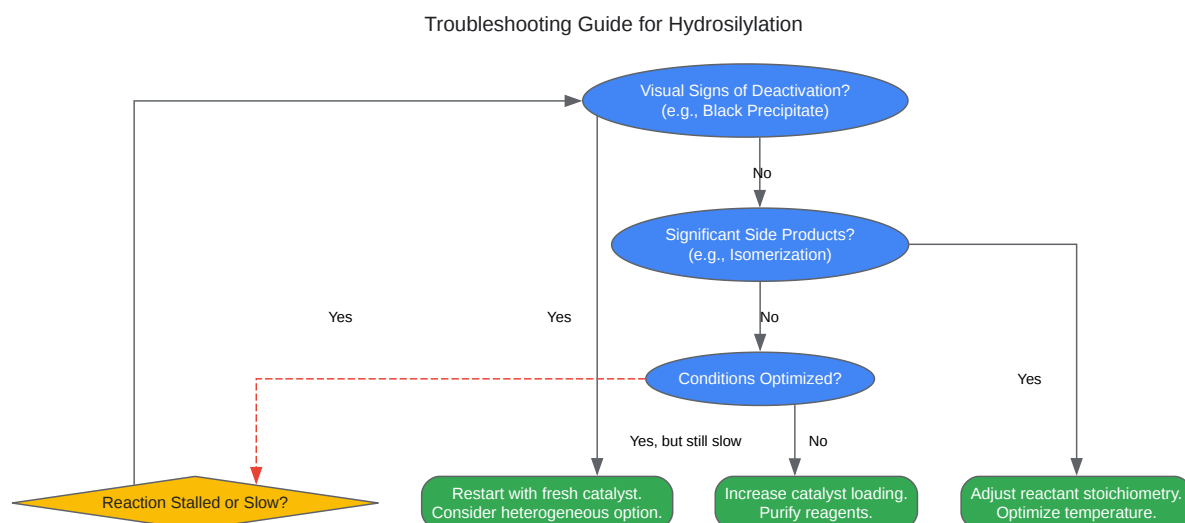 Troubleshooting Guide for Hydrosilylation
Visual Signs of Deactivation?
(e.g., Black Precipitate)
No
Significant Side Products?
(e.g., Isomerization)
Yes
Yes
No
Conditions Optimized?
Yes
Yes, but still slow
No
Reaction Stalled or Slow?
Restart with fresh catalyst.
Consider heterogeneous option.
Increase catalyst loading.
Purify reagents.
Adjust reactant stoichiometry.
Optimize temperature.